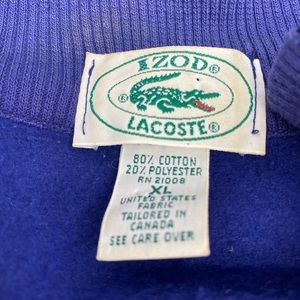 IZOD®
® ®
LACOSTE®
80% COTTON
20% POLYESTER
RN 21008
XL
UNITED STATES
FABRIC
TAILORED IN
CANADA
SEE CARE OVER